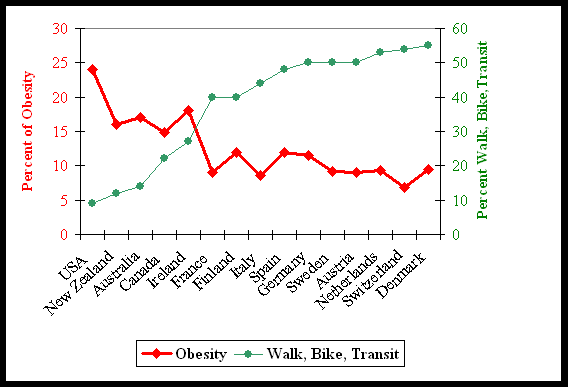 Percent of Obesity
30
25
20
15
10
5
0
60
50
40
30
20
10
0
Percent Walk, Bike,Transit
USA
New Zealand
Australia
Canada
Ireland
France
Finland
Italy
Spain
Germany
Sweden
Austria
Netherlands
Switzerland
Denmark
Obesity
Walk, Bike, Transit